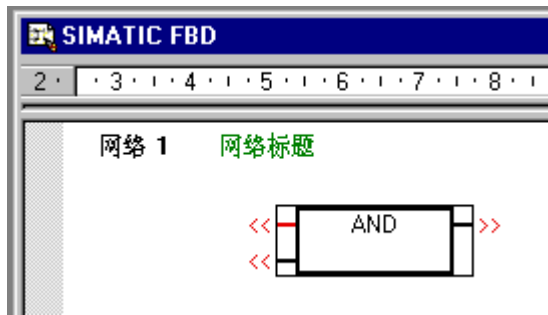 SIMATIC FBD
2 · · 3 · ı · 4 · ı · 5 · ı · 6 · ı · 7 · ı · 8 · ı
网络 1 网络标题
<< AND >>
<<